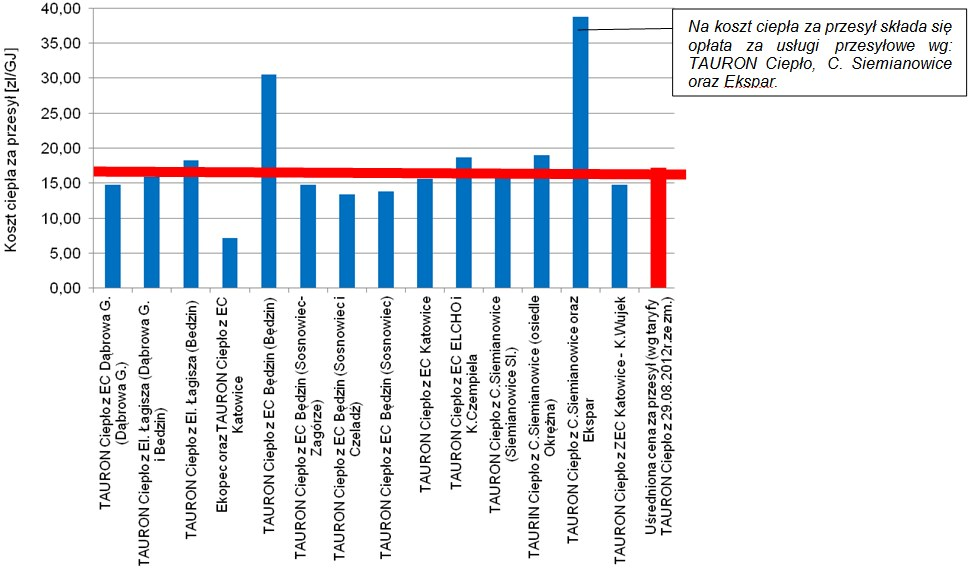 Koszt ciepła za przesył [zł/GJ]
40,00
35,00
30,00
25,00
20,00
15,00
10,00
5,00
0,00
Na koszt ciepła za przesył składa się
opłata za usługi przesyłowe wg:
TAURON Ciepło, C. Siemianowice
oraz Ekspar.
TAURON Ciepło z EC Dąbrowa G.
(Dąbrowa G.)
TAURON Ciepło z El. Łagisza (Dąbrowa G.
i Bedzin)
TAURON Ciepło z El. Łagisza (Bedzin)
Ekopec oraz TAURON Ciepło z EC
Katowice
TAURON Ciepło z EC Będzin (Będzin)
TAURON Ciepło z EC Będzin (Sosnowiec-
Zagórze)
TAURON Ciepło z EC Będzin (Sosnowiec i
Czeladź)
TAURON Ciepło z EC Będzin (Sosnowiec)
TAURON Ciepło z EC Katowice
TAURON Ciepło z EC ELCHO i
K.Czempiela
TAURON Ciepło z C.Siemianowice
(Siemianowice Sl.)
TAURIN Ciepło z C.Siemianowice (osiedle
Okrężna)
TAURON Ciepło z C.Siemianowice oraz
Ekspar
TAURON Ciepło z ZEC Katowice - K.Wujek
Uśredniona cena za przesył (wg taryfy
TAURON Ciepło z 29.08.2012r. ze zm.)